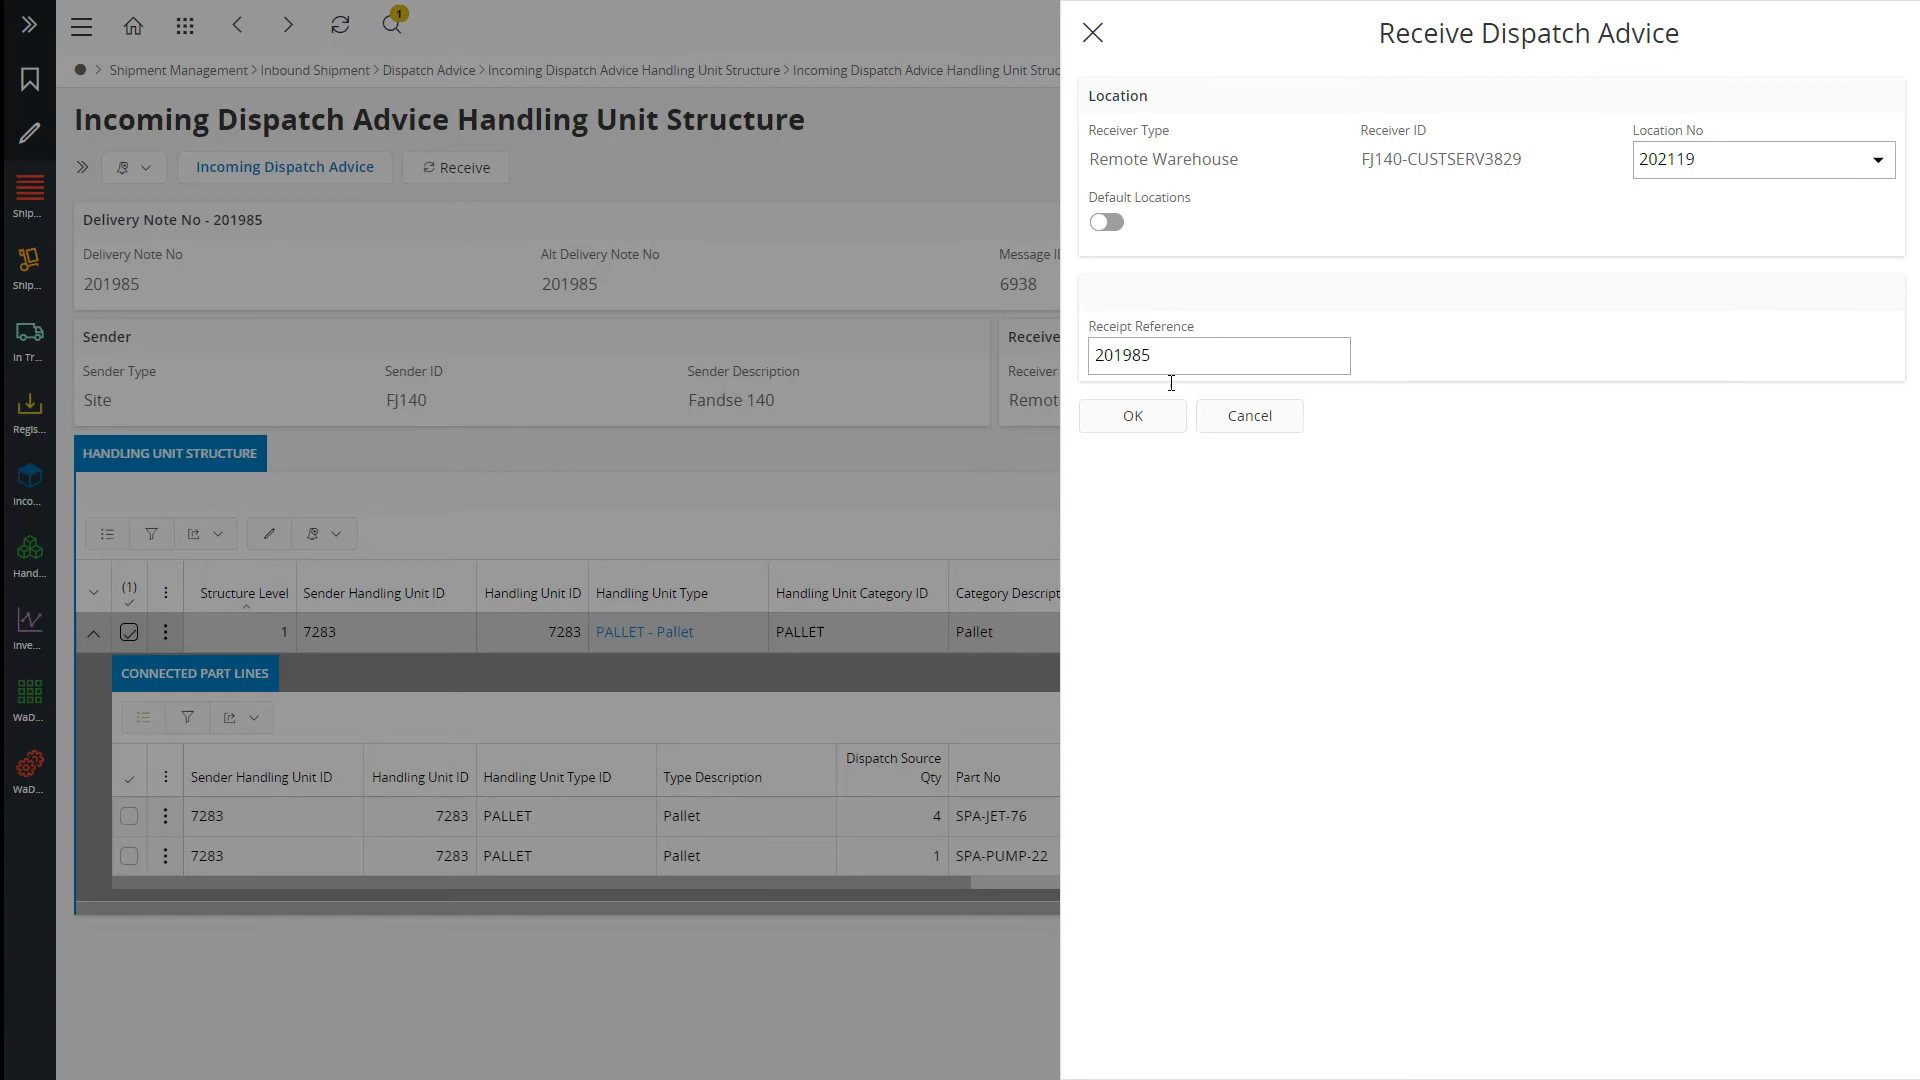 1
Shipment Management > Inbound Shipment > Dispatch Advice > Incoming Dispatch Advice Handling Unit Structure > Incoming Dispatch Advice Handling Unit Struc
Incoming Dispatch Advice Handling Unit Structure
Incoming Dispatch Advice
Receive
Ship...
Ship...
In Tr...
Regis...
Inco...
Hand...
Inve...
WaD...
WaD...
Delivery Note No - 201985
Delivery Note No
Alt Delivery Note No
Message ID
201985
201985
6938
Sender
Receive
Sender Type
Sender ID
Sender Description
Receiver
Site
FJ140
Fandse 140
Remot
HANDLING UNIT STRUCTURE
(1)
Structure Level
Sender Handling Unit ID
Handling Unit ID
Handling Unit Type
Handling Unit Category ID
Category Descript
1
7283
7283
PALLET - Pallet
PALLET
Pallet
CONNECTED PART LINES
Sender Handling Unit ID
Handling Unit ID
Handling Unit Type ID
Type Description
Dispatch Source
Qty
Part No
7283
7283
PALLET
Pallet
4
SPA-JET-76
7283
7283
PALLET
Pallet
1
SPA-PUMP-22
Receive Dispatch Advice
Location
Receiver Type
Receiver ID
Location No
Remote Warehouse
FJ140-CUSTSERV3829
202119
Default Locations
Receipt Reference
201985
OK
Cancel